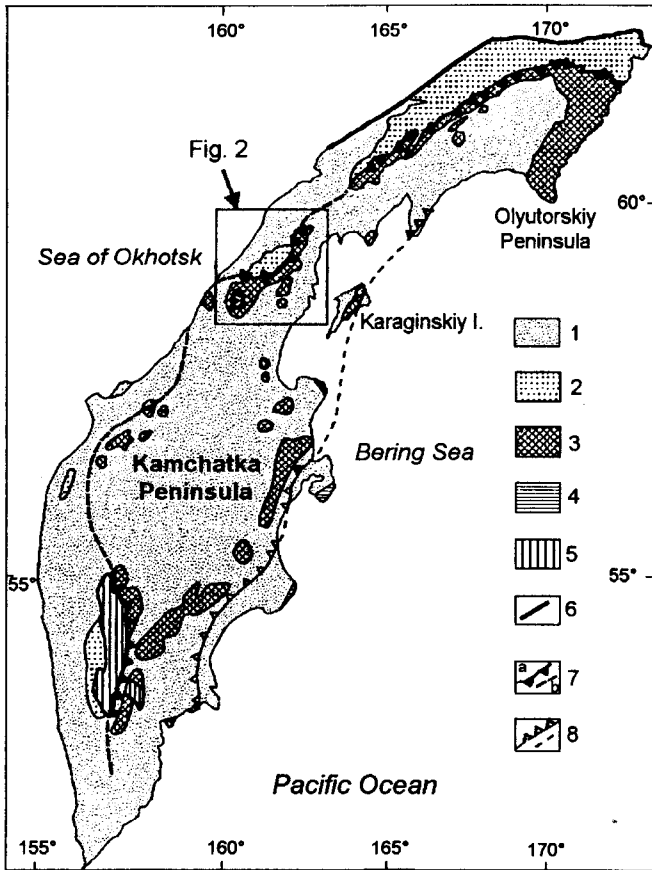 160° 165° 170°
Fig. 2
60°
Olyutorskiy
Peninsula
Sea of Okhotsk
Karaginskiy I.
1
2
Bering Sea
3
Kamchatka
Peninsula
4
5
55° 55°
6
a
b
7
8
Pacific Ocean
155° 160° 165° 170°